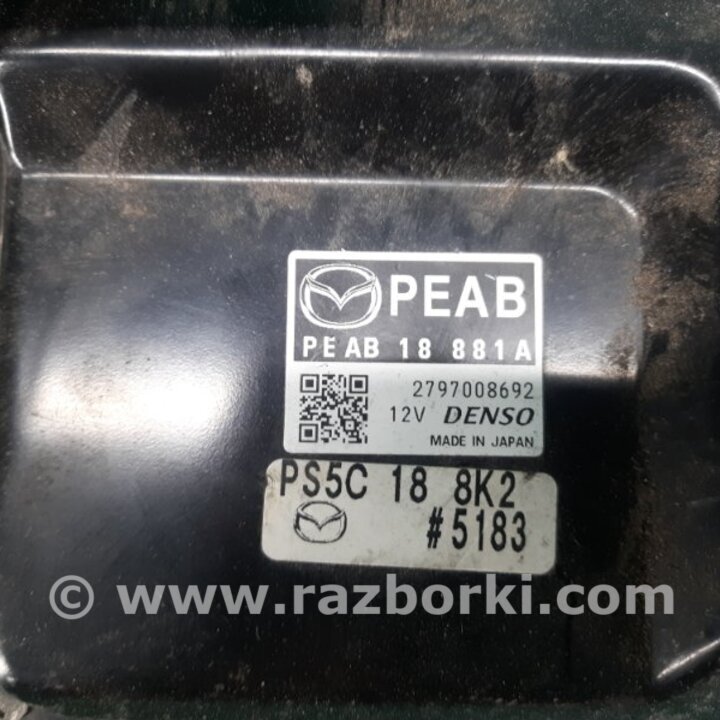 PEAB
PE AB 18 881A
2797008692
12V DENSO
MADE IN JAPAN
PS5C 18 8K2
#5183
© www.razborki.com